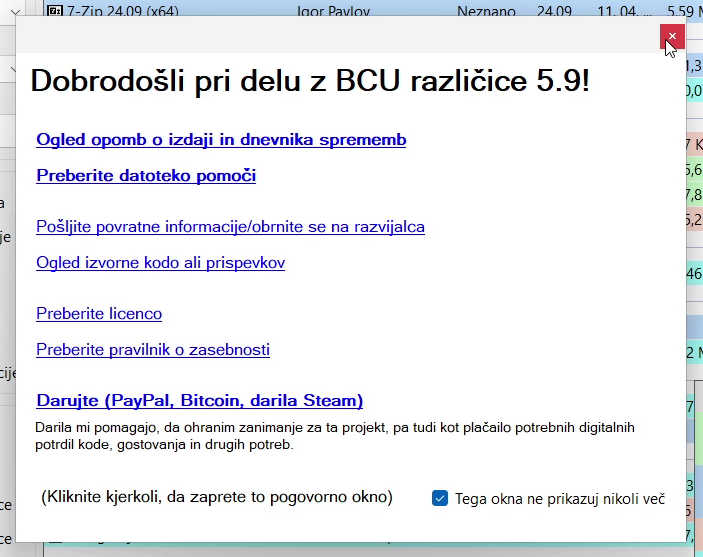 7-Zip 24.09 (x64) Igor Pavlov Neznano 24.09 11. 04. ... 5.59 M
Dobrodošli pri delu z BCU različice 5.9!
Ogled opomb o izdaji in dnevnika sprememb
Preberite datoteko pomoči
Pošljite povratne informacije/obrnite se na razvijalca
Ogled izvorne kodo ali prispevkov
Preberite licenco
Preberite pravilnik o zasebnosti
Darujte (PayPal, Bitcoin, darila Steam)
Darila mi pomagajo, da ohranim zanimanje za ta projekt, pa tudi kot plačailo potrebnih digitalnih
potrdil kode, gostovanja in drugih potreb.
(Kliknite kjerkoli, da zaprete to pogovorno okno)
Tega okna ne prikazuj nikoli več